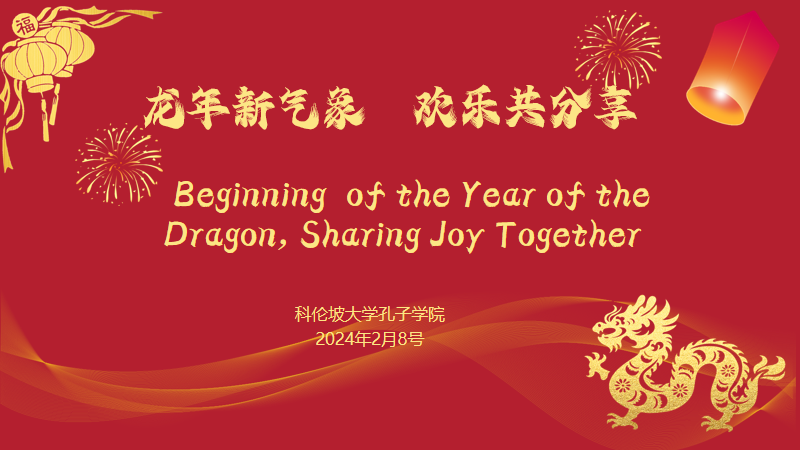 福
龙年新气象 欢乐共分享
Beginning of the Year of the
Dragon, Sharing Joy Together
科伦坡大学孔子学院
2024年2月8号